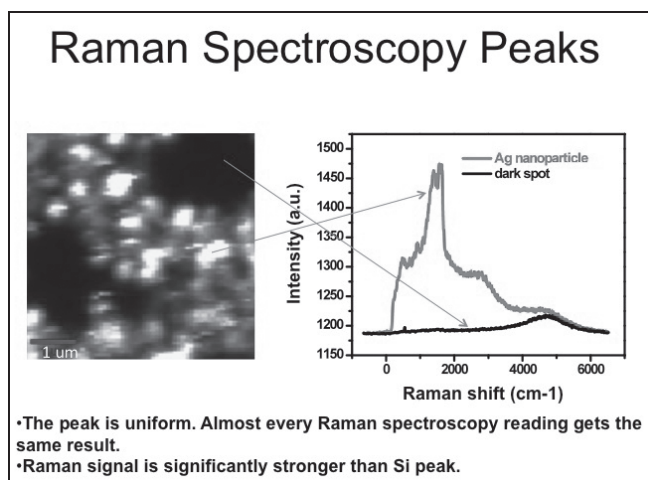 Raman Spectroscopy Peaks
1 um
1500
1450
1400
1350
1300
1250
1200
1150
Intensity (a.u.)
Ag nanoparticle
dark spot
0
2000
4000
6000
Raman shift (cm-1)
•The peak is uniform. Almost every Raman spectroscopy reading gets the
same result.
•Raman signal is significantly stronger than Si peak.